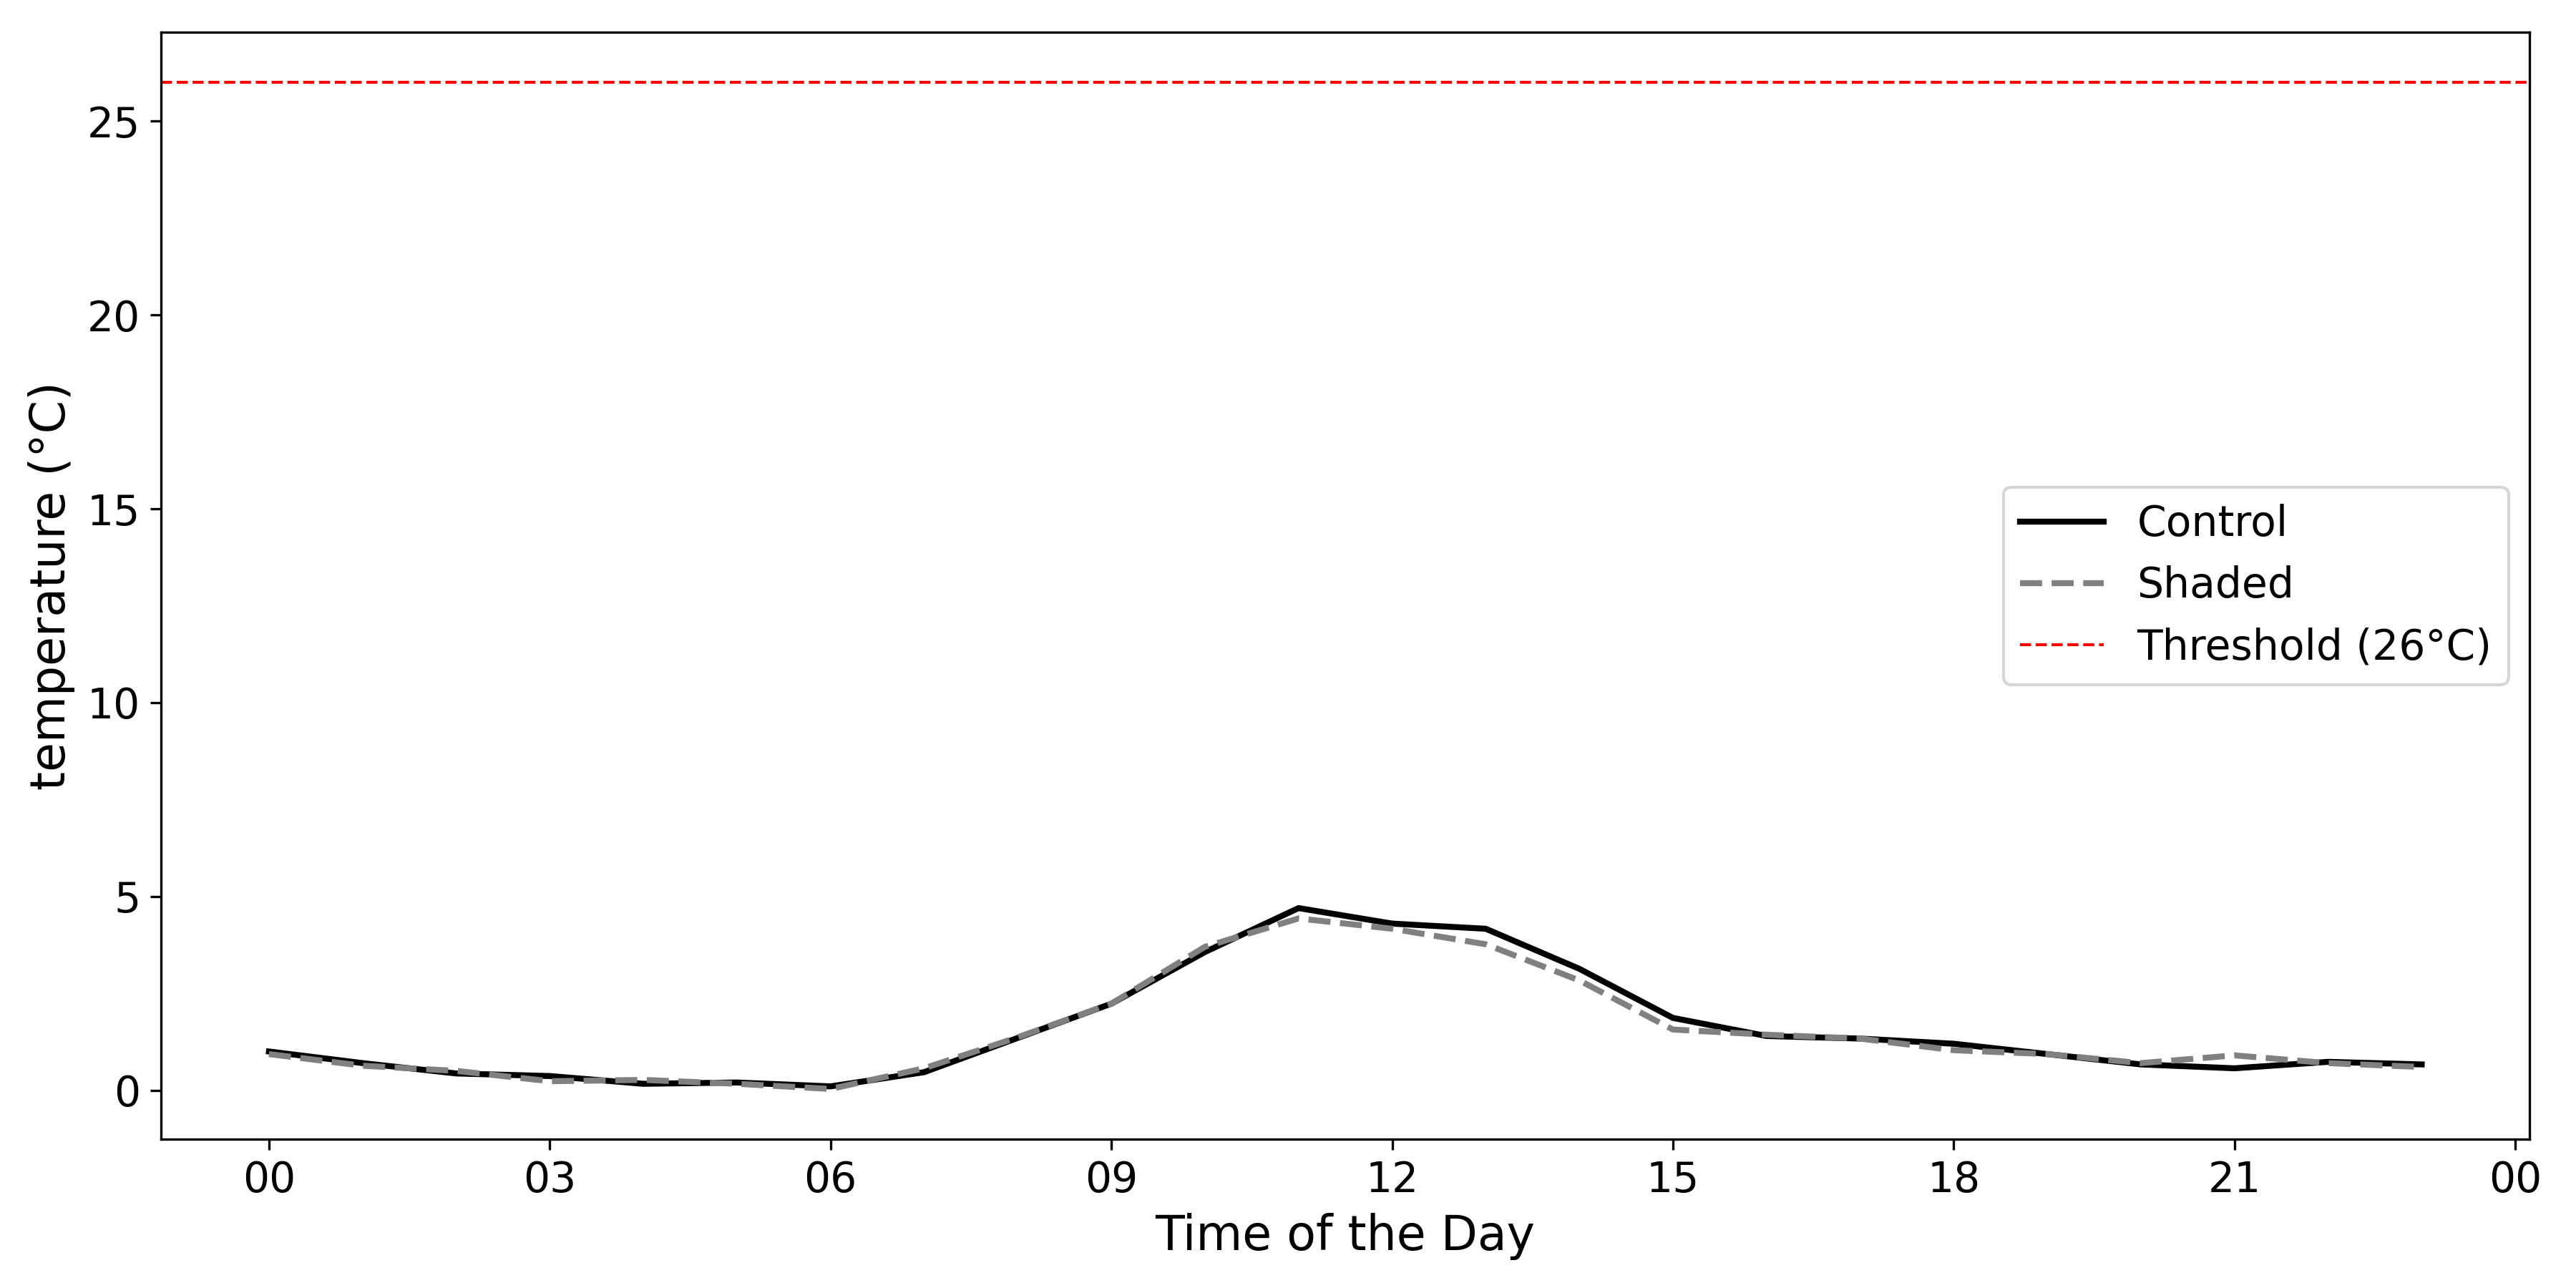 temperature (°C)
25
20
15
10
5
0
Control
Shaded
Threshold (26°C)
00 03 06 09 12 15 18 21 00
Time of the Day